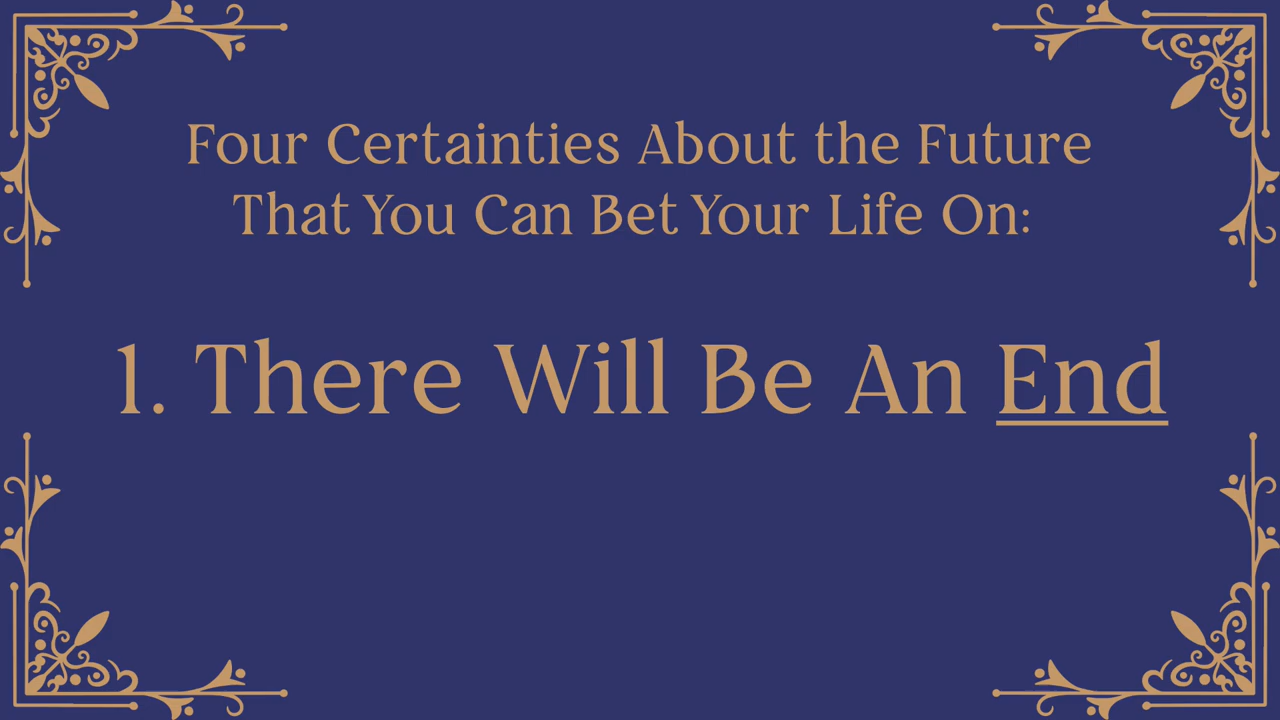 Four Certainties About the Future
That You Can Bet Your Life On:
1. There Will Be An End